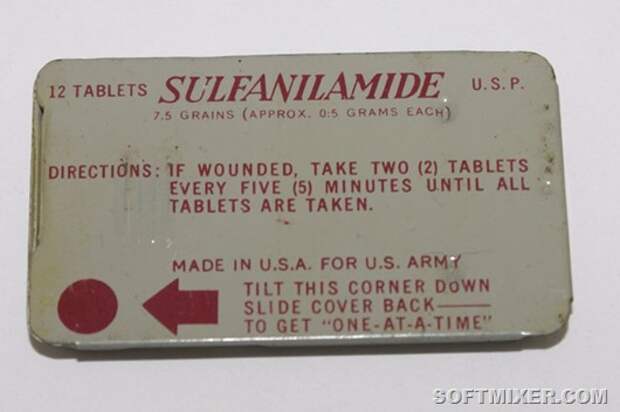 12 TABLETS SULFANILAMIDE U.S.P.
7.5 GRAINS (APPROX. 0:5 GRAMS EACH)
DIRECTIONS: IF WOUNDED, TAKE TWO (2) TABLETS
EVERY FIVE (5) MINUTES UNTIL ALL
TABLETS ARE TAKEN.
MADE IN U.S.A. FOR U.S. ARMY
TILT THIS CORNER DOWN
SLIDE COVER BACK——
TO GET "ONE-AT-A-TIME"
SOFTMIXER.COM